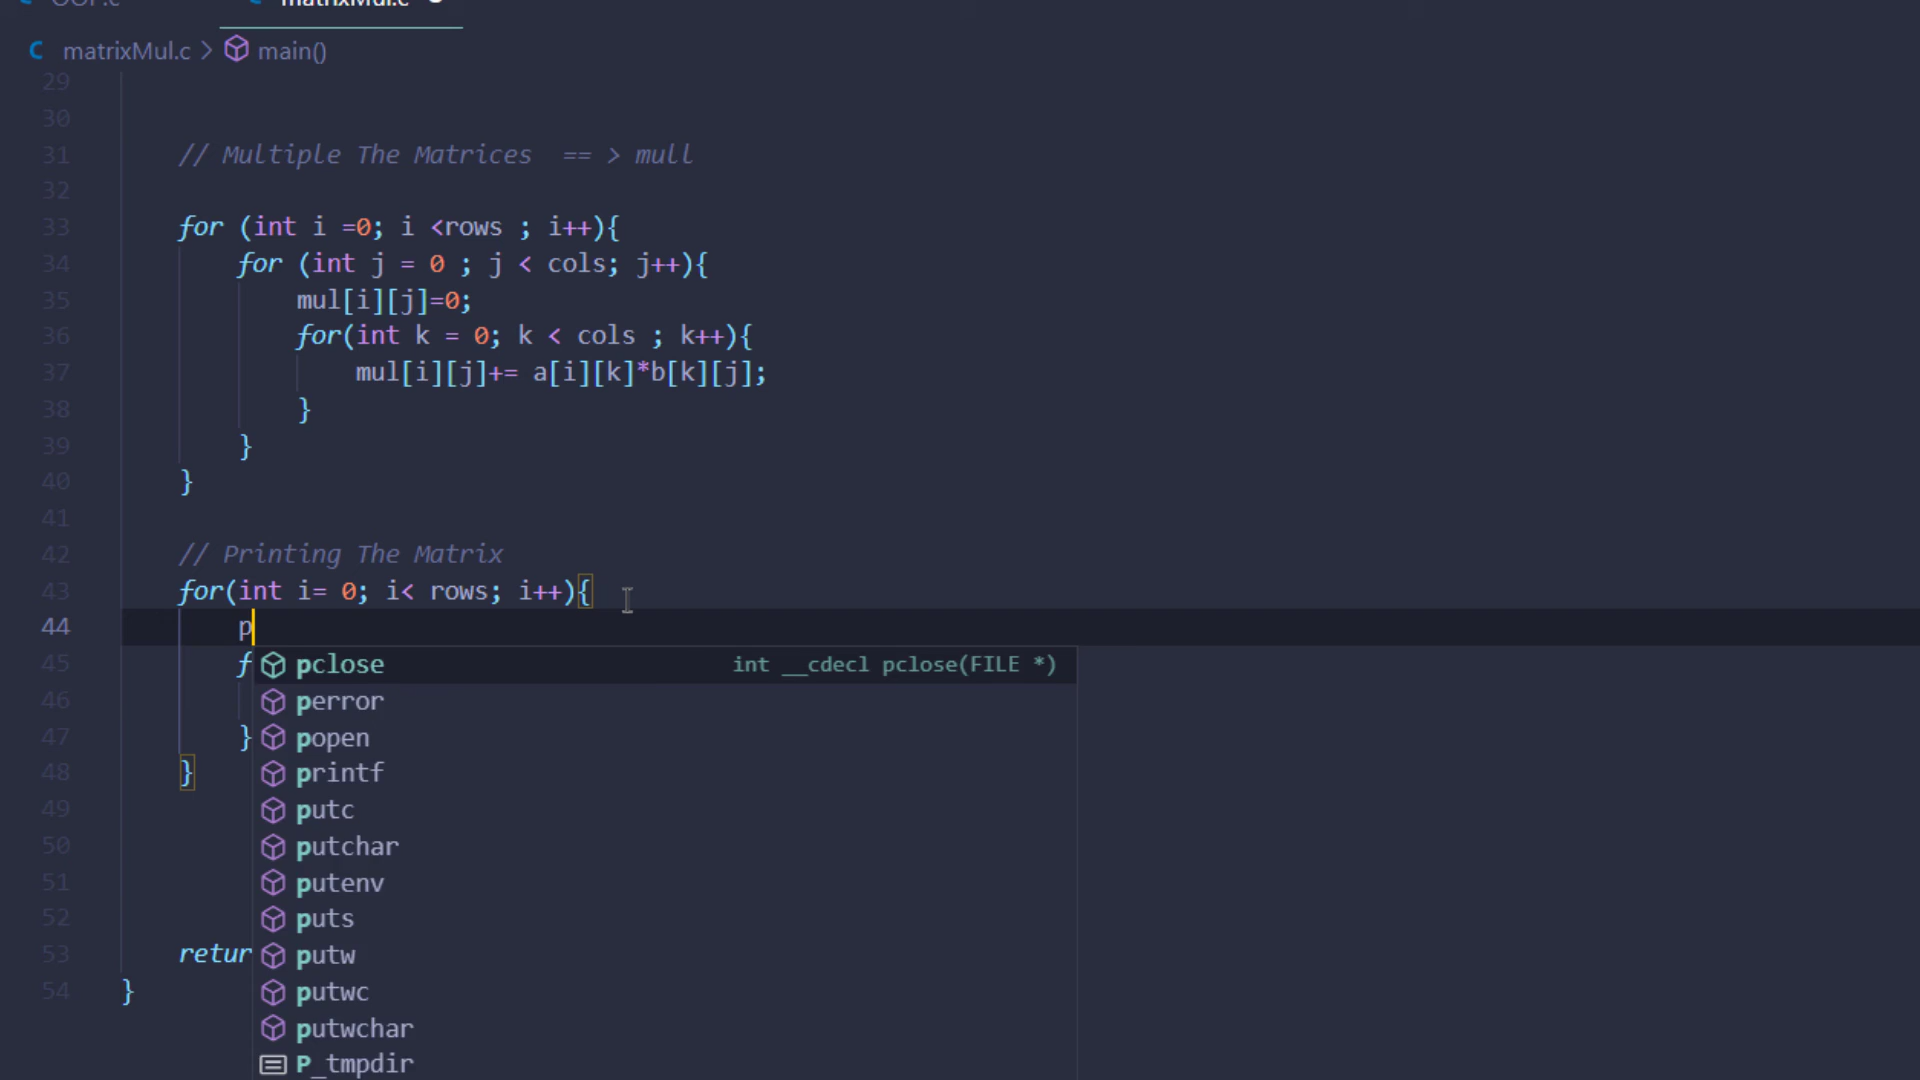 matrixMul.c
matrixMul.c > main()
29
30
31 // Multiple The Matrices == > mull
32
33 for (int i =0; i <rows ; i++){
34 for (int j = 0 ; j < cols; j++){
35 mul[i][j]=0;
36 for(int k = 0; k < cols ; k++){
37 mul[i][j]+= a[i][k]*b[k][j];
38 }
39 }
40 }
41
42 // Printing The Matrix
43 for(int i= 0; i< rows; i++){
44 p
45 f pclose int __cdecl pclose(FILE *)
46 perror
47 } popen
48 } printf
49 putc
50 putchar
51 putenv
52 puts
53 retur putw
54 } putwc
putwchar
P_tmpdir